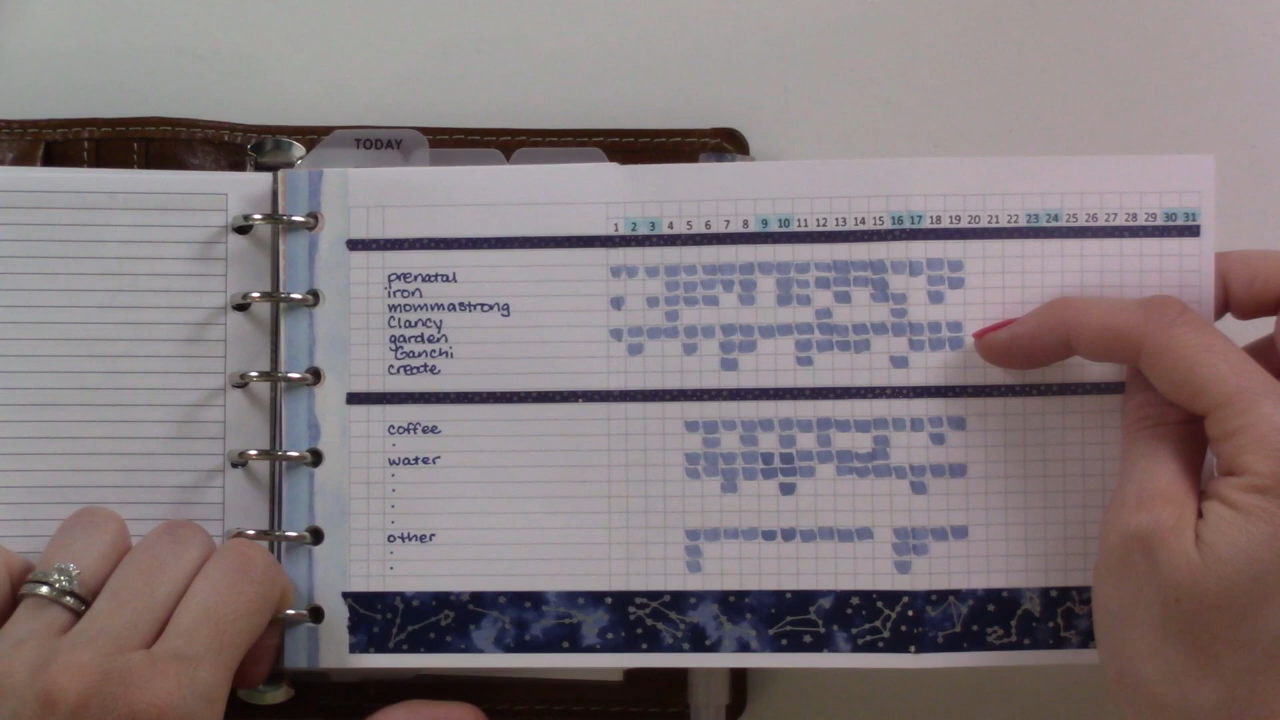 TODAY
1 2 3 4 5 6 7 8 9 10 11 12 13 14 15 16 17 18 19 20 21 22 23 24 25 26 27 28 29 30 31
prenatal
iron
mommastrong
Clancy
garden
Ganchi
create
coffee
water
other